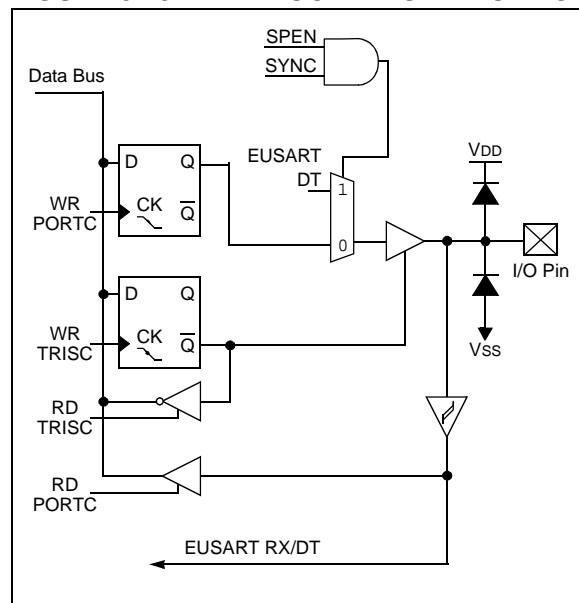 SPEN
SYNC
Data Bus
EUSART
DT
1
0
D
Q
WR
PORTC
CK
Q
VDD
I/O Pin
VSS
D
Q
WR
TRISC
CK
Q
RD
TRISC
RD
PORTC
EUSART RX/DT